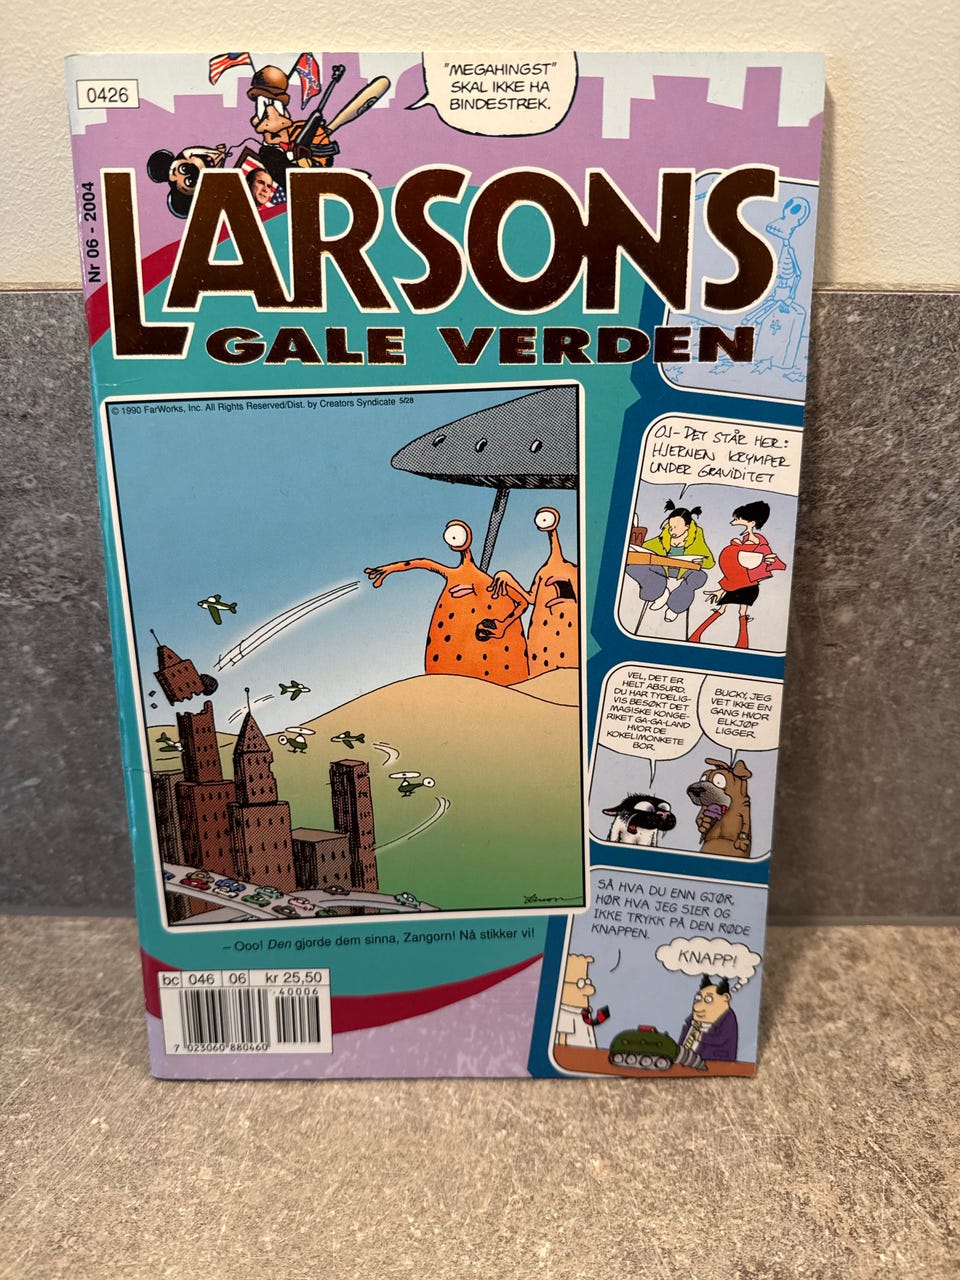 0426
"MEGAHINGST"
SKAL IKKE HA
BINDESTREK.
Nr 06 - 2004
LARSONS
GALE VERDEN
© 1990 FarWorks, Inc. All Rights Reserved/Dist. by Creators Syndicate 5/28
OJ-DET STÅR HER:
HJERNEN KRYMPER
UNDER GRAVIDITET
VEL, DET ER
HELT ABSURD.
DU HAR TYDELIG-
VIS BESØKT DET
MAGISKE KONGE-
RIKET GA-GA-LAND
HVOR DE
KOKELIMONKETE
BOR.
BUCKY, JEG
VET IKKE EN
GANG HVOR
ELKJØP
LIGGER.
Larson
– Ooo! Den gjorde dem sinna, Zangorn! Nå stikker vi!
SÅ HVA DU ENN GJØR,
HØR HVA JEG SIER OG
IKKE TRYKK PÅ DEN RØDE
KNAPPEN.
KNAPP!
bc 046 06 kr 25,50
40006
7 023060 880460